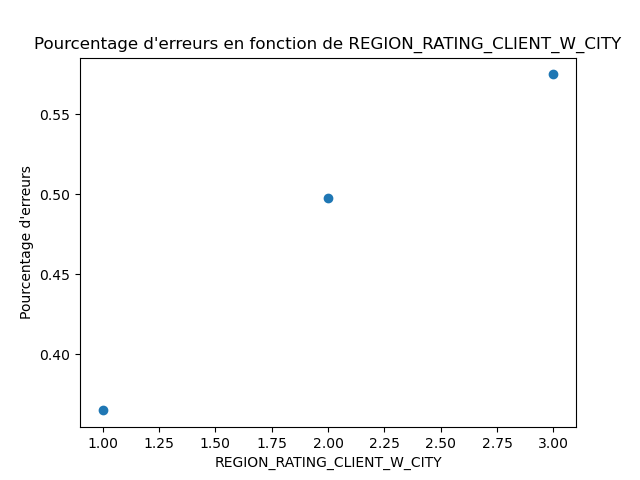 Pourcentage d'erreurs en fonction de REGION_RATING_CLIENT_W_CITY
0.55
0.50
0.45
0.40
Pourcentage d'erreurs
1.00 1.25 1.50 1.75 2.00 2.25 2.50 2.75 3.00
REGION_RATING_CLIENT_W_CITY